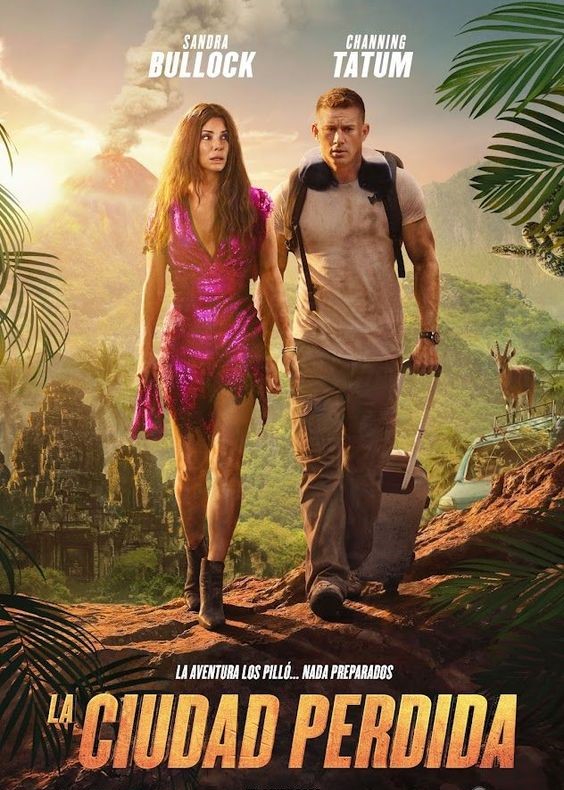 SANDRA
BULLOCK
CHANNING
TATUM
LA AVENTURA LOS PILLÓ... NADA PREPARADOS
LA CIUDAD PERDIDA